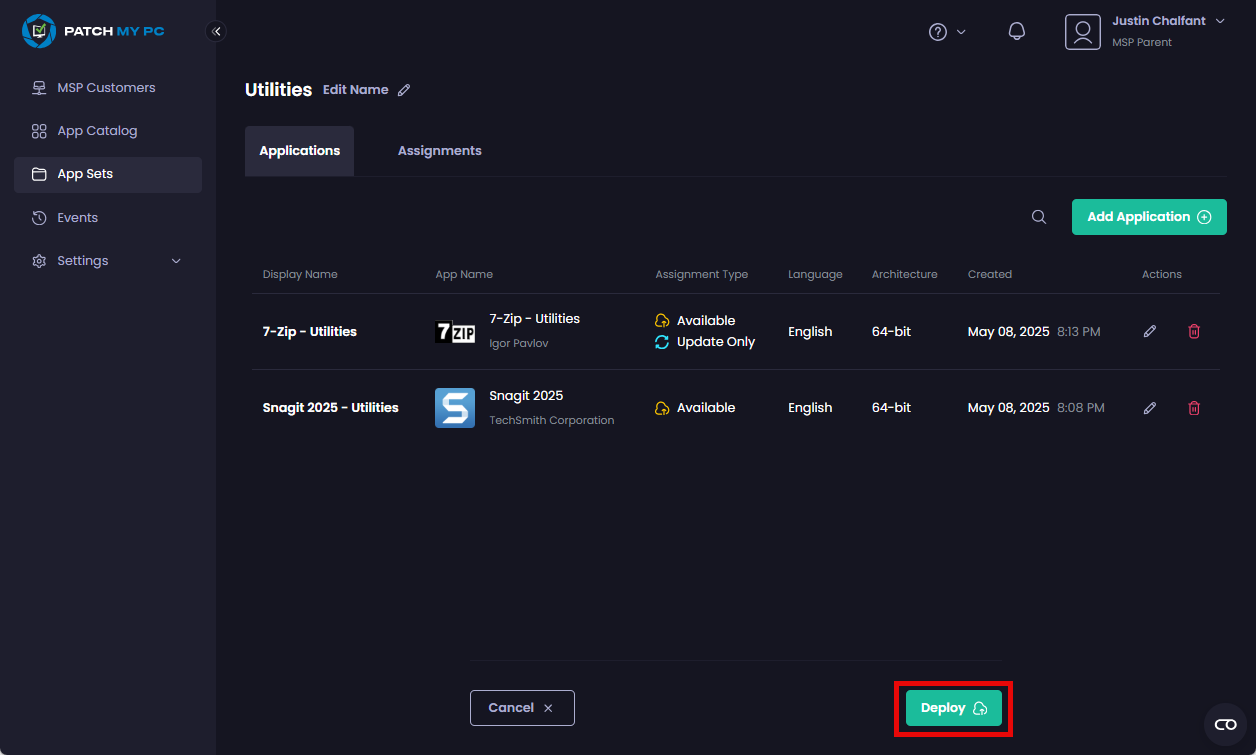 PATCH MY PC
Justin Chalfant
MSP Parent
MSP Customers
App Catalog
App Sets
Events
Settings
Utilities Edit Name
Applications Assignments
Add Application
Display Name App Name Assignment Type Language Architecture Created Actions
7-Zip - Utilities 7ZIP 7-Zip - Utilities Igor Pavlov Available Update Only English 64-bit May 08, 2025 8:13 PM
Snagit 2025 - Utilities S Snagit 2025 TechSmith Corporation Available English 64-bit May 08, 2025 8:08 PM
Cancel Deploy